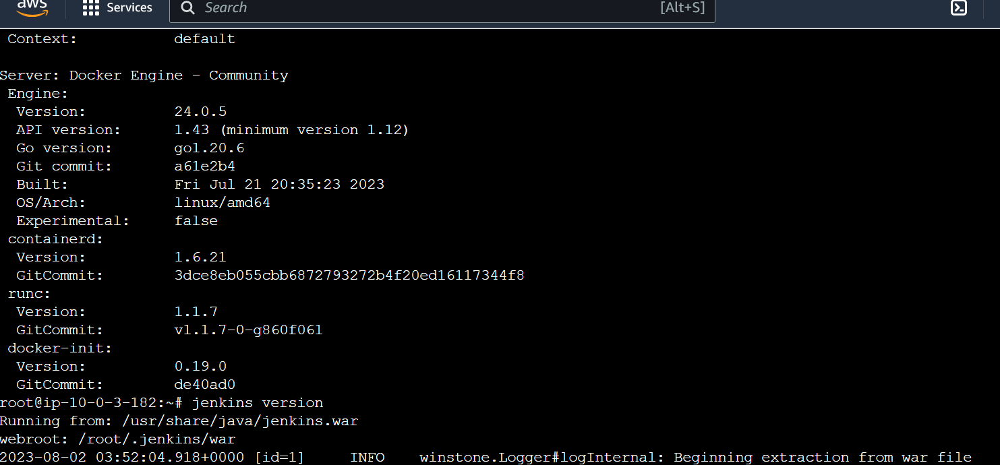 aws Services Search [Alt+S]
Context: default
Server: Docker Engine - Community
Engine:
Version: 24.0.5
API version: 1.43 (minimum version 1.12)
Go version: go1.20.6
Git commit: a61e2b4
Built: Fri Jul 21 20:35:23 2023
OS/Arch: linux/amd64
Experimental: false
containerd:
Version: 1.6.21
GitCommit: 3dce8eb055cbb6872793272b4f20ed16117344f8
runc:
Version: 1.1.7
GitCommit: v1.1.7-0-g860f061
docker-init:
Version: 0.19.0
GitCommit: de40ad0
root@ip-10-0-3-182:~# jenkins version
Running from: /usr/share/java/jenkins.war
webroot: /root/.jenkins/war
2023-08-02 03:52:04.918+0000 [id=1] INFO winstone.Logger#logInternal: Beginning extraction from war file